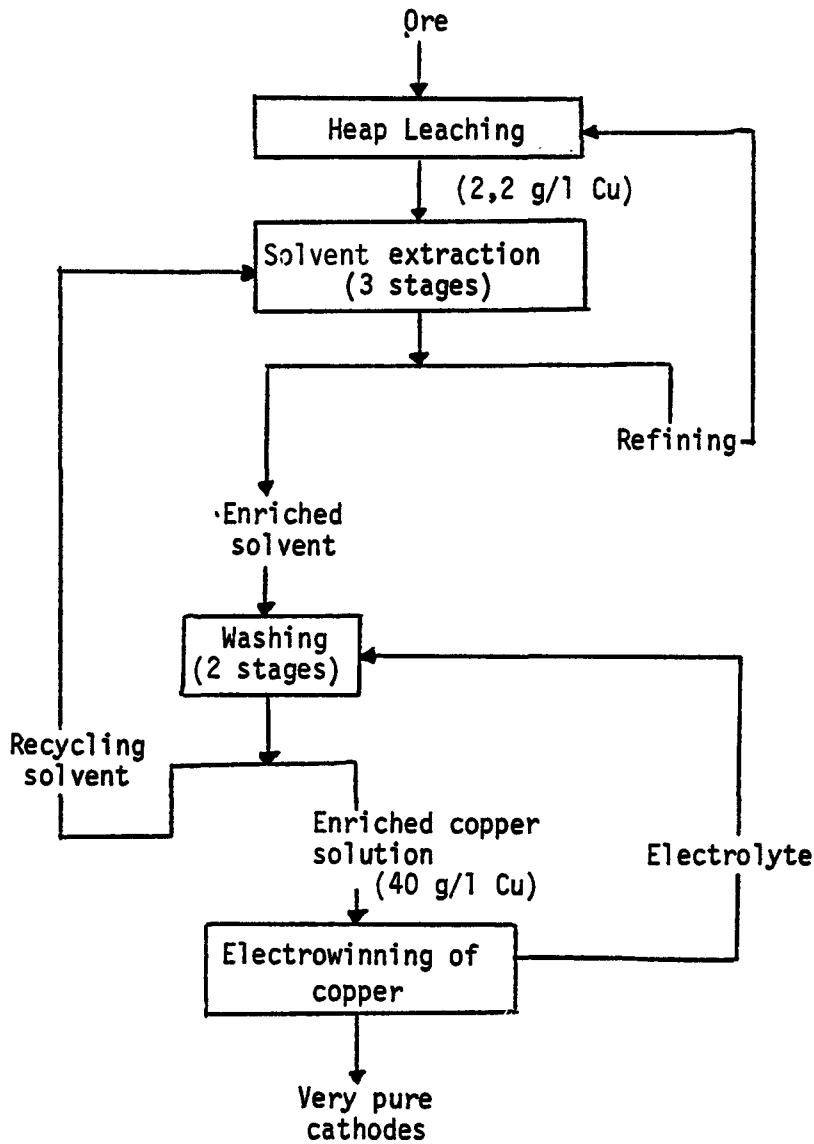 Ore
Heap Leaching
(2,2 g/l Cu)
Solvent extraction
(3 stages)
Refining
Enriched
solvent
Washing
(2 stages)
Recycling
solvent
Enriched copper
solution
(40 g/l Cu)
Electrolyte
Electrowinning of
copper
Very pure
cathodes